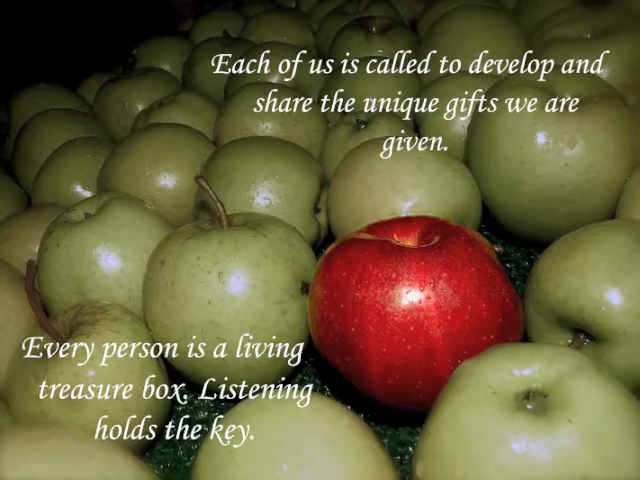 Each of us is called to develop and
share the unique gifts we are
given.
Every person is a living
treasure box. Listening
holds the key.